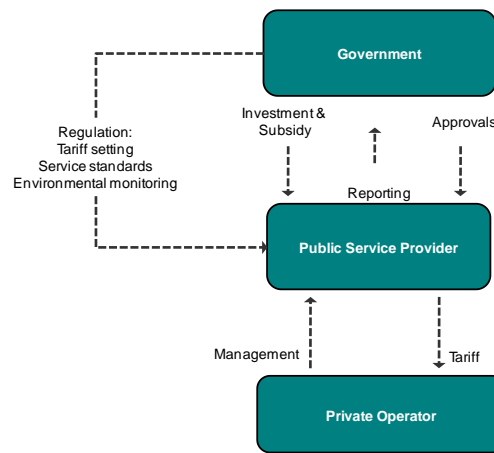 Government
Investment &
Subsidy
Approvals
Regulation:
Tariff setting
Service standards
Environmental monitoring
Reporting
Public Service Provider
Management
Tariff
Private Operator